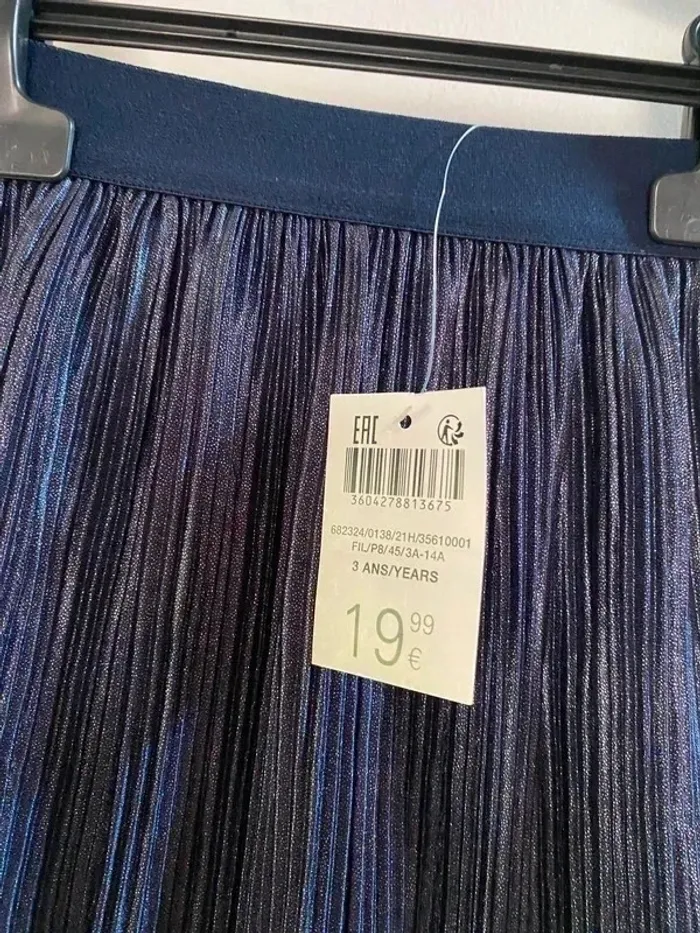 EAC
3604278813675
682324/0138/21H/35610001
FIL/P8/45/3A-14A
3 ANS/YEARS
19 99 €